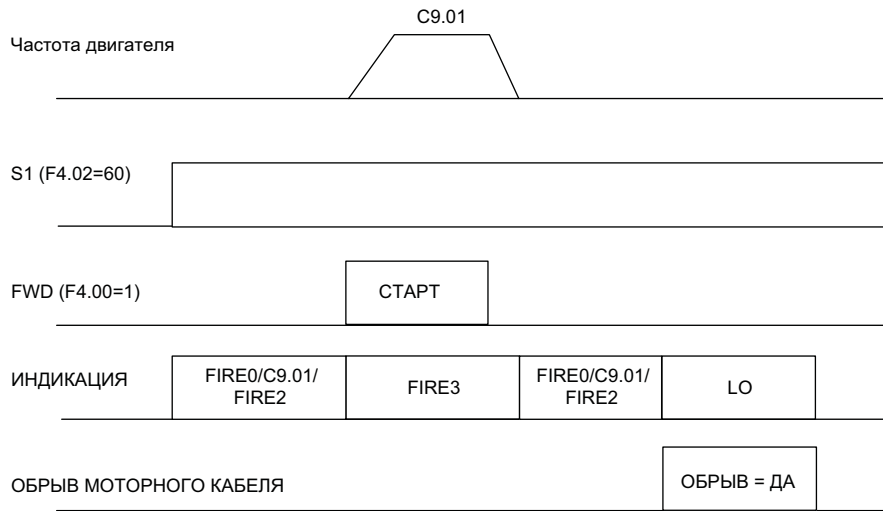 C9.01
Частота двигателя
S1 (F4.02=60)
FWD (F4.00=1)
СТАРТ
ИНДИКАЦИЯ
FIRE0/C9.01/
FIRE2
FIRE3
FIRE0/C9.01/
FIRE2
LO
ОБРЫВ МОТОРНОГО КАБЕЛЯ
ОБРЫВ = ДА